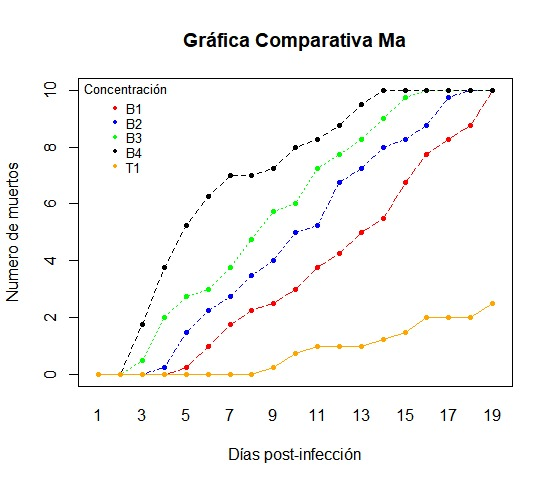 Gráfica Comparativa Ma
Concentración
B1
B2
B3
B4
T1
Numero de muertos
0
2
4
6
8
10
1 3 5 7 9 11 13 15 17 19
Días post-infección